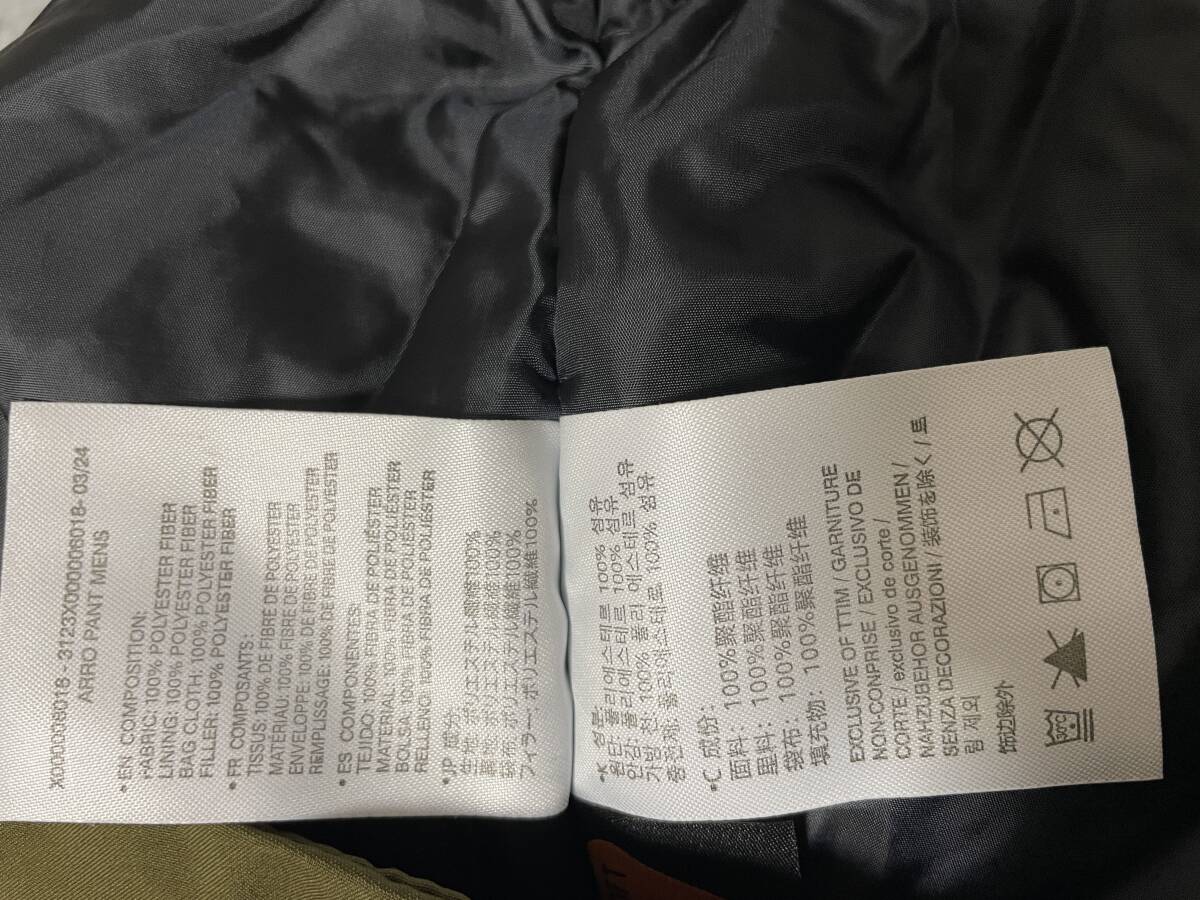 X000008018 - 3123X000006018- 03/24
ARRO PANT MENS
*EN COMPOSITION:
FABRIC: 100% POLYESTER FIBER
LINING: 100% POLYESTER FIBER
BAG CLOTH: 100% POLYESTER FIBER
FILLER: 100% POLYESTER FIBER
* FR COMPOSANTS:
TISSUS: 100% DE FIBRE DE POLYESTER
MATERIAU: 100% FIBRE DE POLYESTER
ENVELOPE: 100% DE FIBRE DE POLYESTER
REMPLISSAGE: 100% DE FIBRE DE POLYESTER
* ES COMPONENTES:
TEJIDO: 100% FIBRA DE POLIÉSTER
MATERIAL: 100% FIBRA DE POLIÉSTER
BOLSA: 100% FIBRA DE POLIÉSTER
RELLENO: 100% FIBRA DE POLIÉSTER
*JP 成分:
生地: ポリエステル繊維100%
裏地: ポリエステル繊維100%
袋布: ポリエステル繊維100%
フィラー: ポリエステル繊維100%
*K 성분:
원단: 폴리에스테르 100% 섬유
안감: 폴리에스테르 100% 섬유
가방 천: 100% 폴리 에스테르 섬유
충전제: 폴리에스테로 100% 섬유
*C 成份:
面料: 100%聚酯纤维
里料: 100%聚酯纤维
袋布: 100%聚酯纤维
填充物: 100%聚酯纤维
EXCLUSIVE OF TTIM / GARNITURE
NON-CONPRISE / EXCLUSIVO DE
CORTE / exclusivo de corte /
NAHZUBEHOR AUSGENOMMEN /
SENZA DECORAZIONI / 装飾を除く / 트
림 제외
饰边除外
30°C